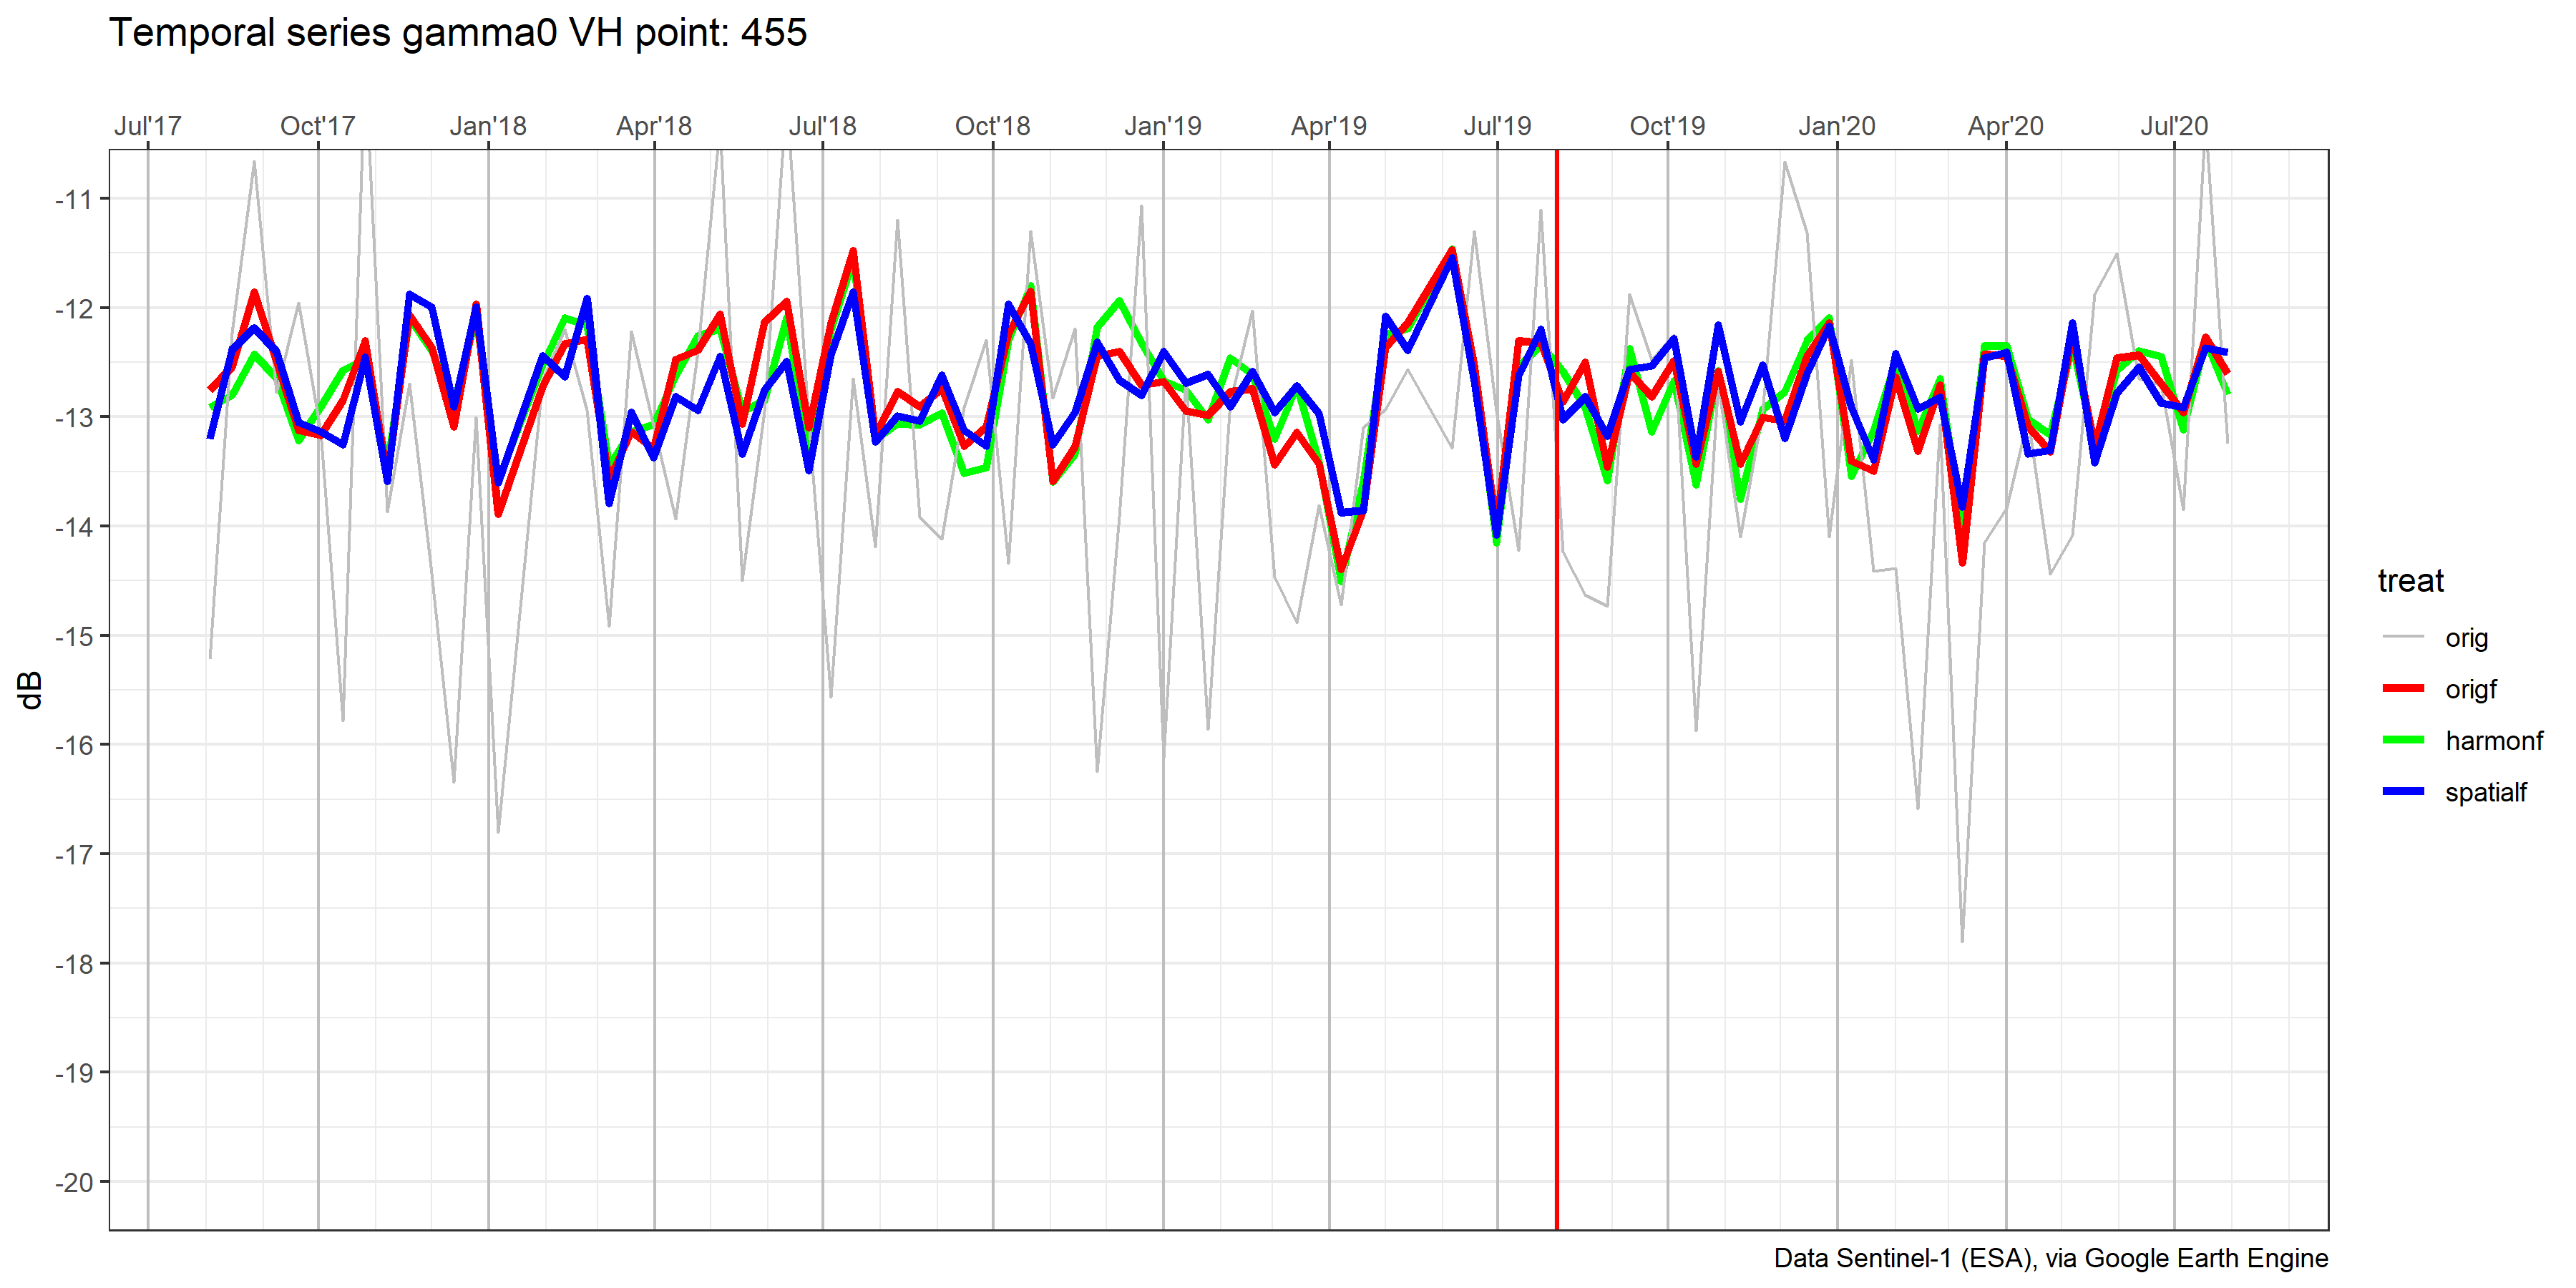 Temporal series gamma0 VH point: 455
Jul'17 Oct'17 Jan'18 Apr'18 Jul'18 Oct'18 Jan'19 Apr'19 Jul'19 Oct'19 Jan'20 Apr'20 Jul'20
-11
-12
-13
-14
-15
-16
-17
-18
-19
-20
dB
treat
orig
origf
harmonf
spatialf
Data Sentinel-1 (ESA), via Google Earth Engine